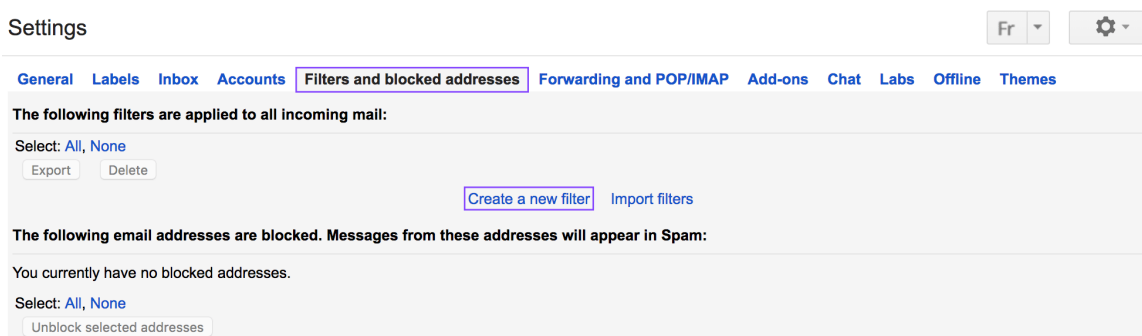 Settings
Fr
General Labels Inbox Accounts Filters and blocked addresses Forwarding and POP/IMAP Add-ons Chat Labs Offline Themes
The following filters are applied to all incoming mail:
Select: All, None
Export Delete
Create a new filter Import filters
The following email addresses are blocked. Messages from these addresses will appear in Spam:
You currently have no blocked addresses.
Select: All, None
Unblock selected addresses